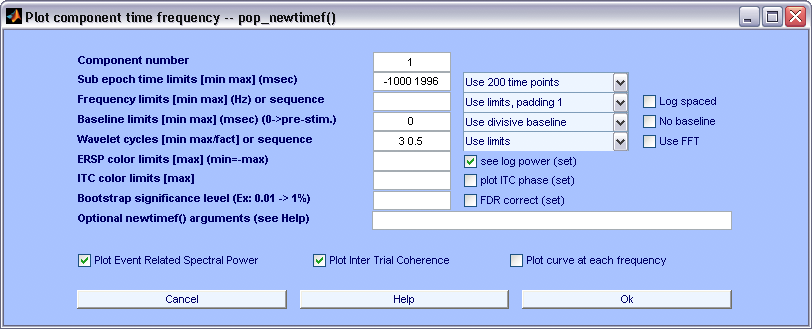 Plot component time frequency -- pop_newtimef()
Component number 1
Sub epoch time limits [min max] (msec) -1000 1996 Use 200 time points
Frequency limits [min max] (Hz) or sequence Use limits, padding 1 Log spaced
Baseline limits [min max] (msec) (0->pre-stim.) 0 Use divisive baseline No baseline
Wavelet cycles [min max/fact] or sequence 3 0.5 Use limits Use FFT
ERSP color limits [max] (min=-max) see log power (set)
ITC color limits [max] plot ITC phase (set)
Bootstrap significance level (Ex: 0.01 -> 1%) FDR correct (set)
Optional newtimef() arguments (see Help)
Plot Event Related Spectral Power Plot Inter Trial Coherence Plot curve at each frequency
Cancel Help Ok